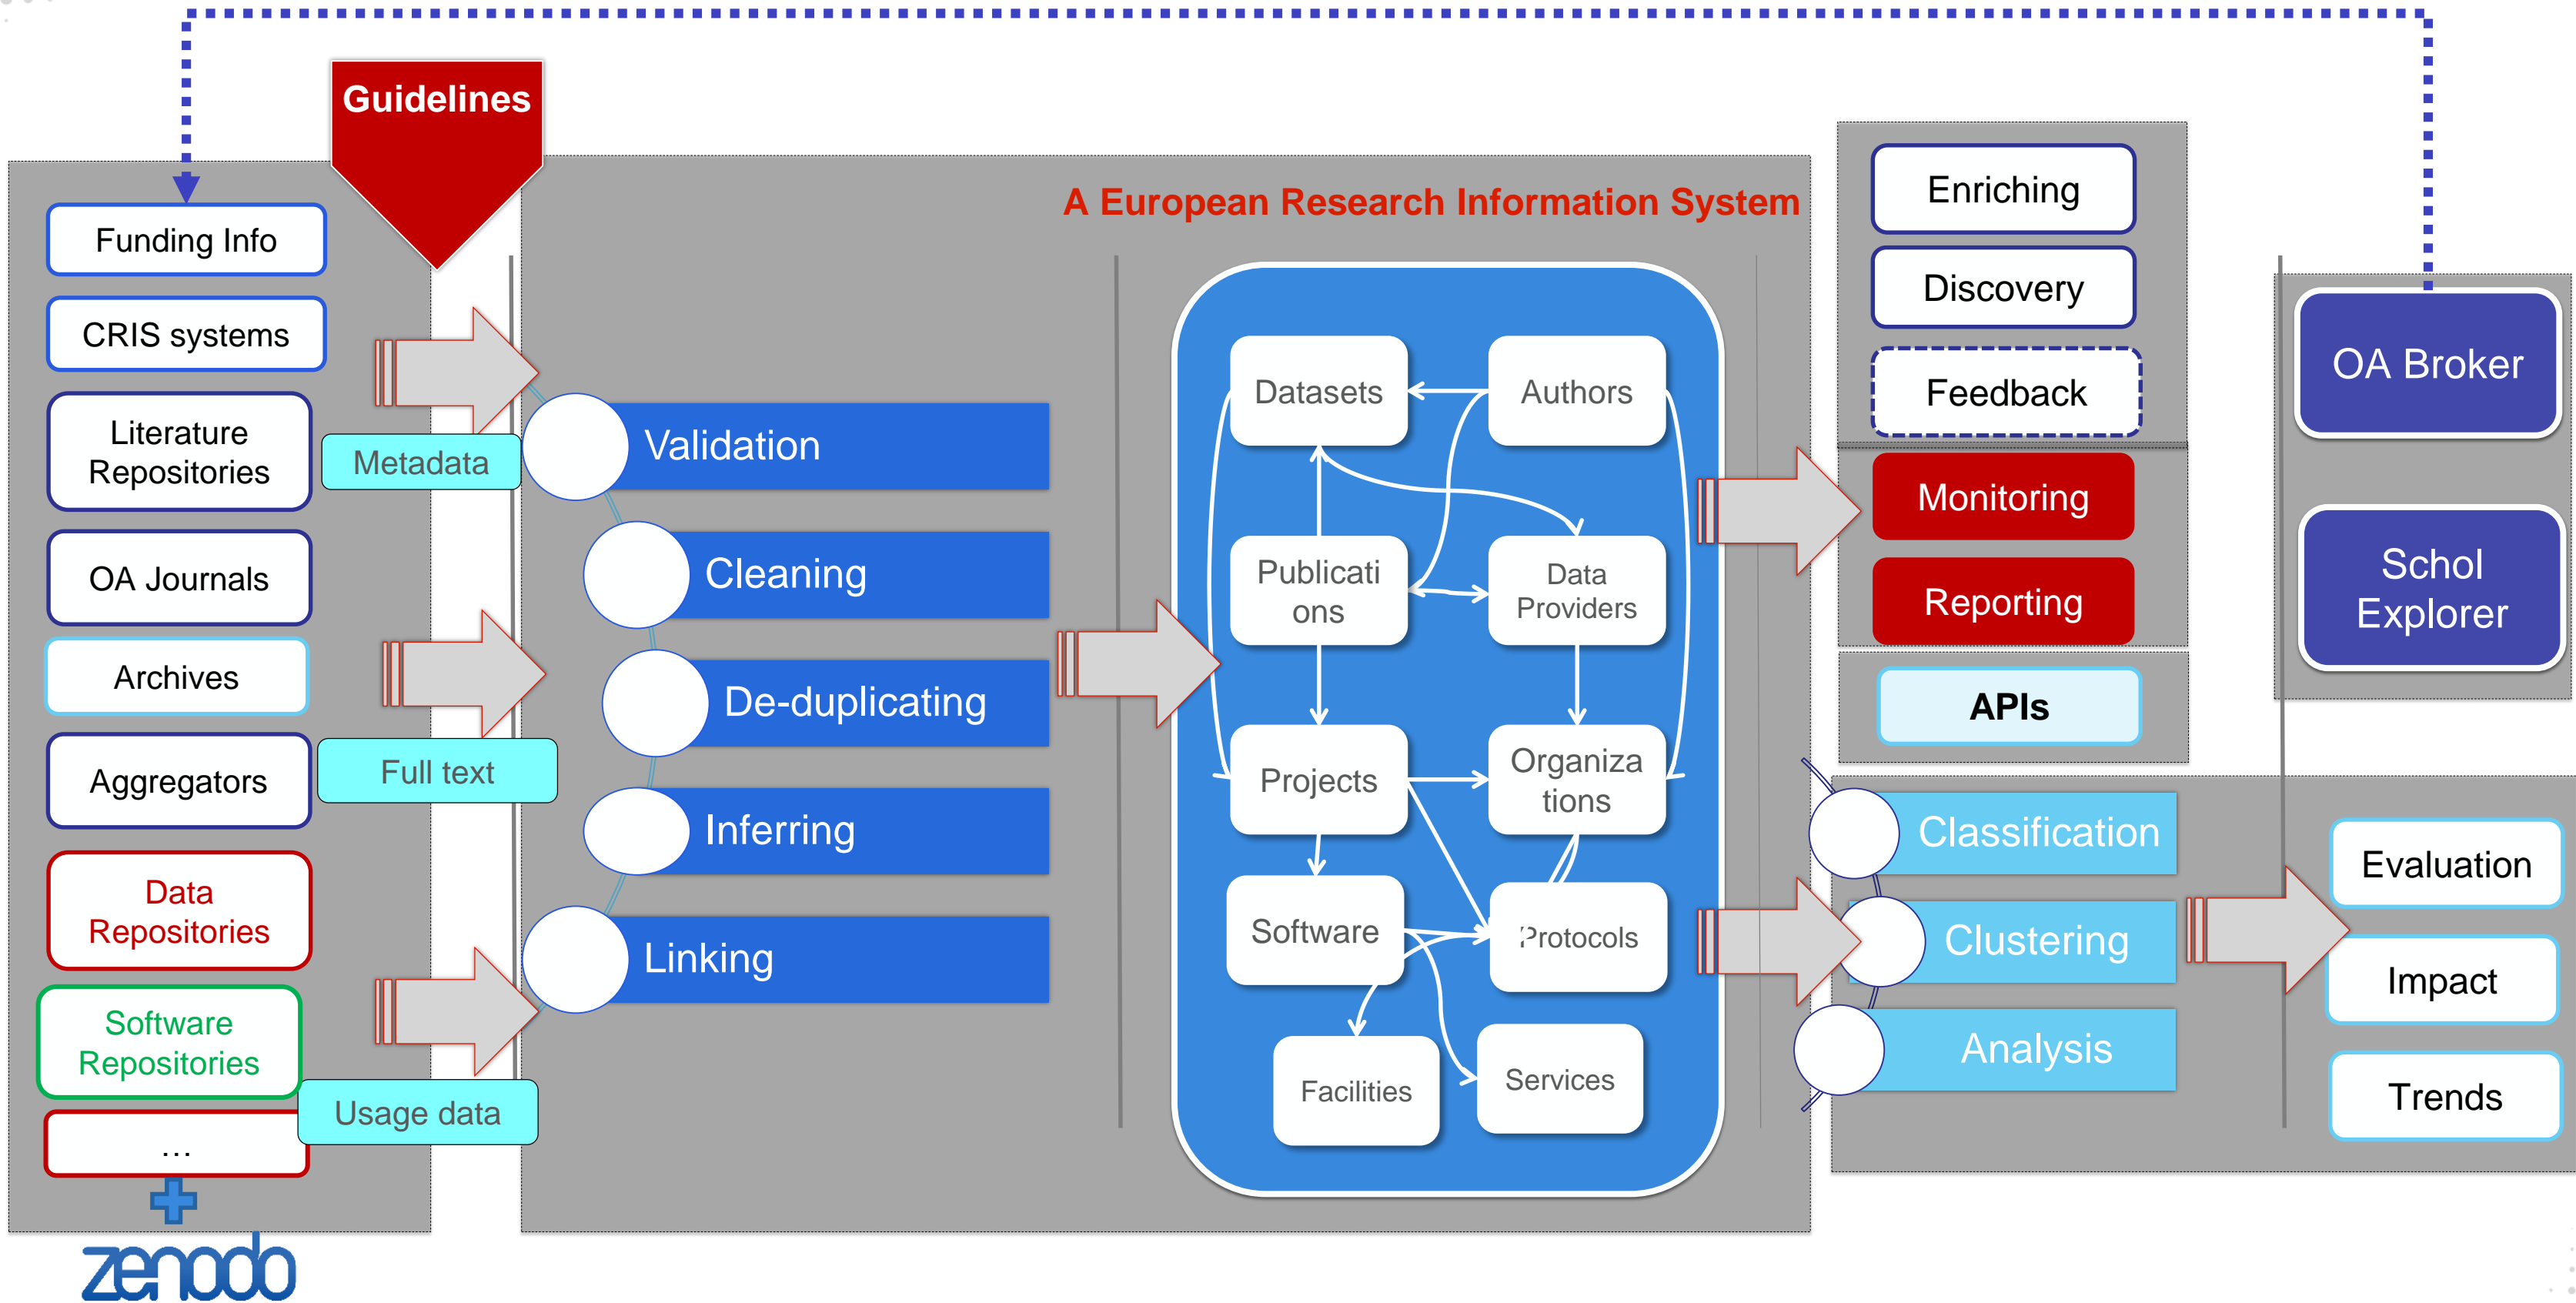 Guidelines
A European Research Information System
Funding Info
CRIS systems
Literature
Repositories
OA Journals
Archives
Aggregators
Data
Repositories
Software
Repositories
...
zenodo
Metadata
Full text
Usage data
Validation
Cleaning
De-duplicating
Inferring
Linking
Datasets
Authors
Publicati
ons
Data
Providers
Projects
Organiza
tions
Software
Protocols
Facilities
Services
Enriching
Discovery
Feedback
Monitoring
Reporting
APIs
Classification
Clustering
Analysis
OA Broker
Schol
Explorer
Evaluation
Impact
Trends